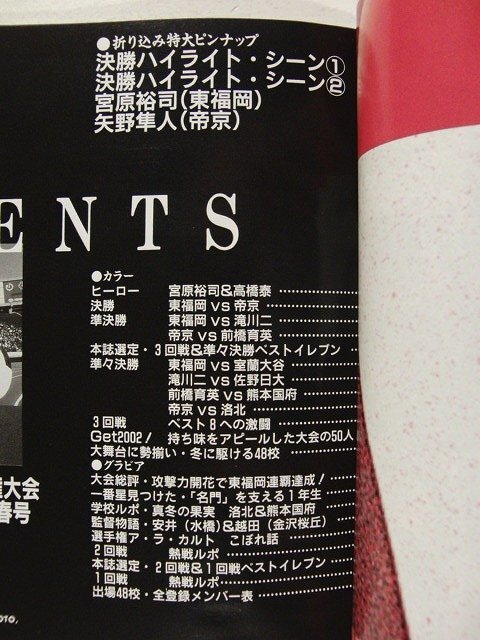 ●折り込み特大ピンナップ
決勝ハイライト・シーン①
決勝ハイライト・シーン②
宮原裕司(東福岡)
矢野隼人(帝京)
ENTS
●カラー
ヒーロー 宮原裕司&高橋泰
決勝 東福岡 vs 帝京
準決勝 東福岡 vs 滝川二
帝京 vs 前橋育英
本誌選定・3回戦&準々決勝ベストイレブン
準々決勝 東福岡 vs 室蘭大谷
滝川二 vs 佐野日大
前橋育英 vs 熊本国府
帝京 vs 洛北
3回戦 ベスト8への激闘
Get2002! 持ち味をアピールした大会の50人
大舞台に勢揃い・冬に駆ける48校
●グラビア
大会総評・攻撃力開花で東福岡連覇達成!
一番星見つけた・「名門」を支える1年生
学校ルポ・真冬の果実 洛北&熊本国府
監督物語・安井(水橋)&越田(金沢桜丘)
選手権ア・ラ・カルト こぼれ話
2回戦 熱戦ルポ
本誌選定・2回戦&1回戦ベストイレブン
1回戦 熱戦ルポ
出場48校・全登録メンバー表
大会
春号
OTO,